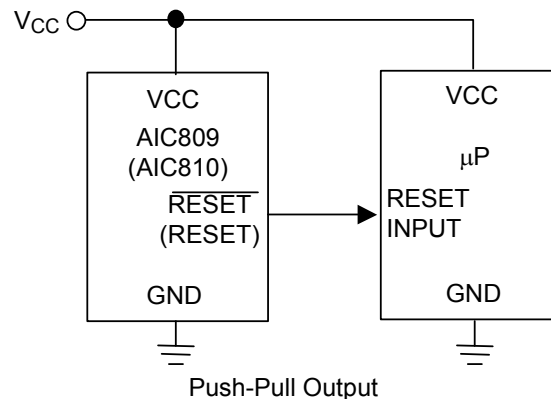 VCC
VCC
AIC809
(AIC810)
RESET
(RESET)
GND
VCC
μP
RESET
INPUT
GND
Push-Pull Output